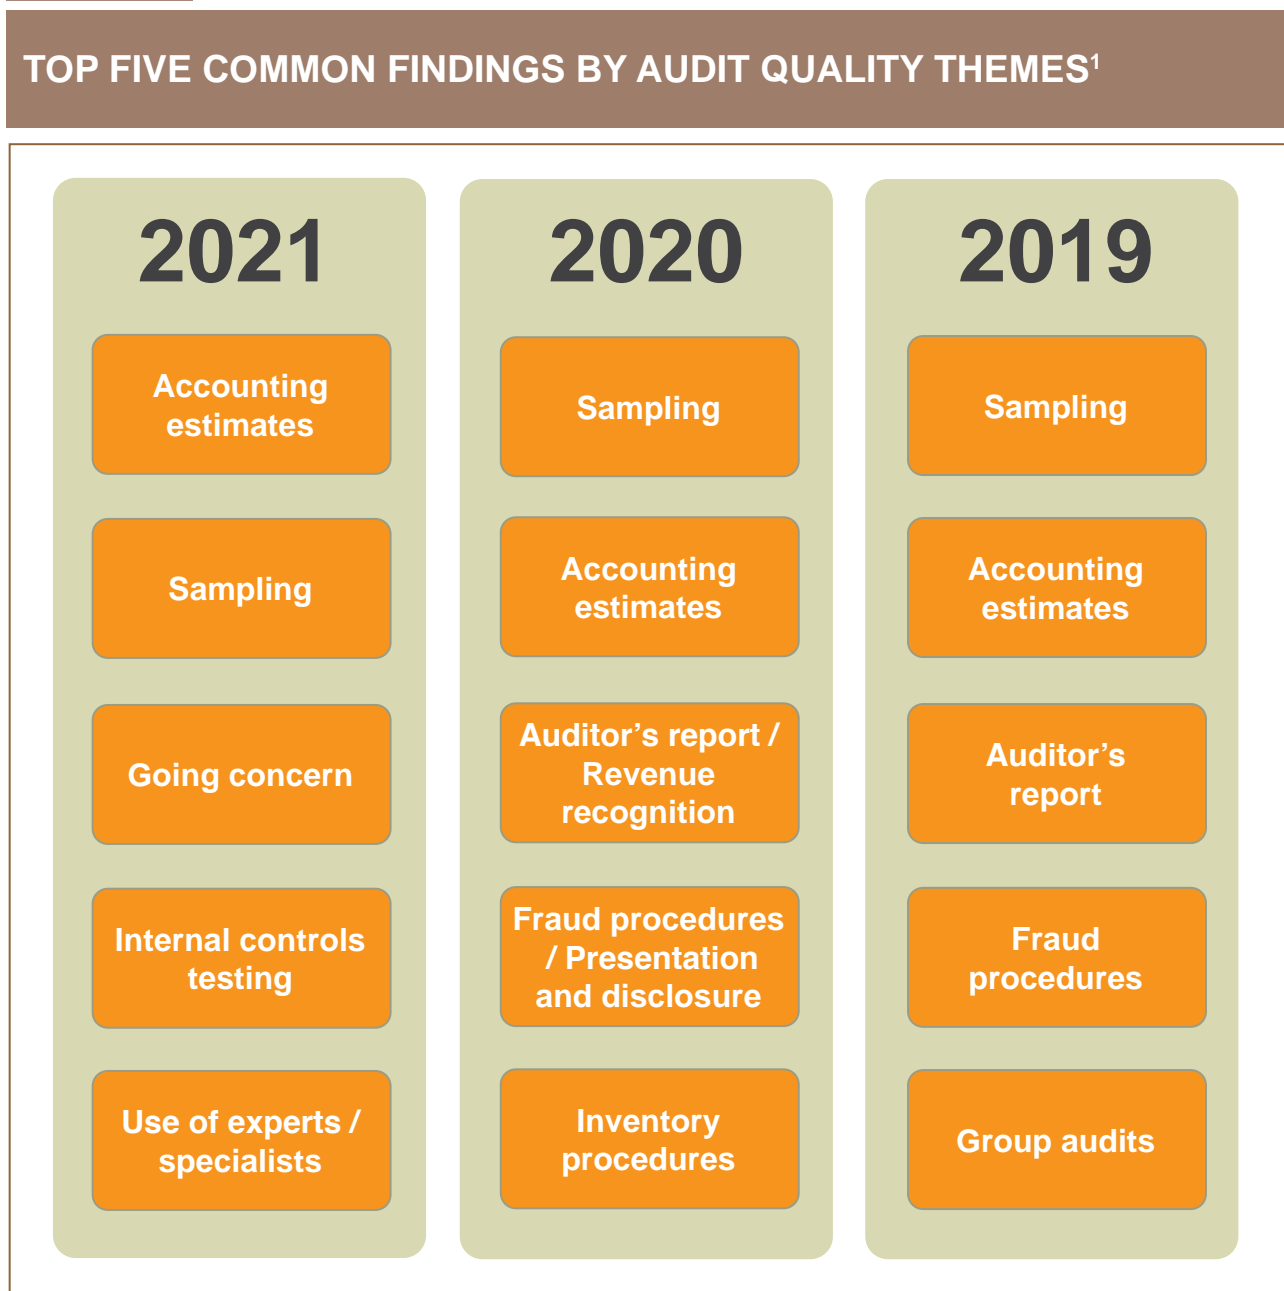 TOP FIVE COMMON FINDINGS BY AUDIT QUALITY THEMES¹
2021
Accounting
estimates
Sampling
Going concern
Internal controls
testing
Use of experts /
specialists
2020
Sampling
Accounting
estimates
Auditor’s report /
Revenue
recognition
Fraud procedures
/ Presentation
and disclosure
Inventory
procedures
2019
Sampling
Accounting
estimates
Auditor’s
report
Fraud
procedures
Group audits